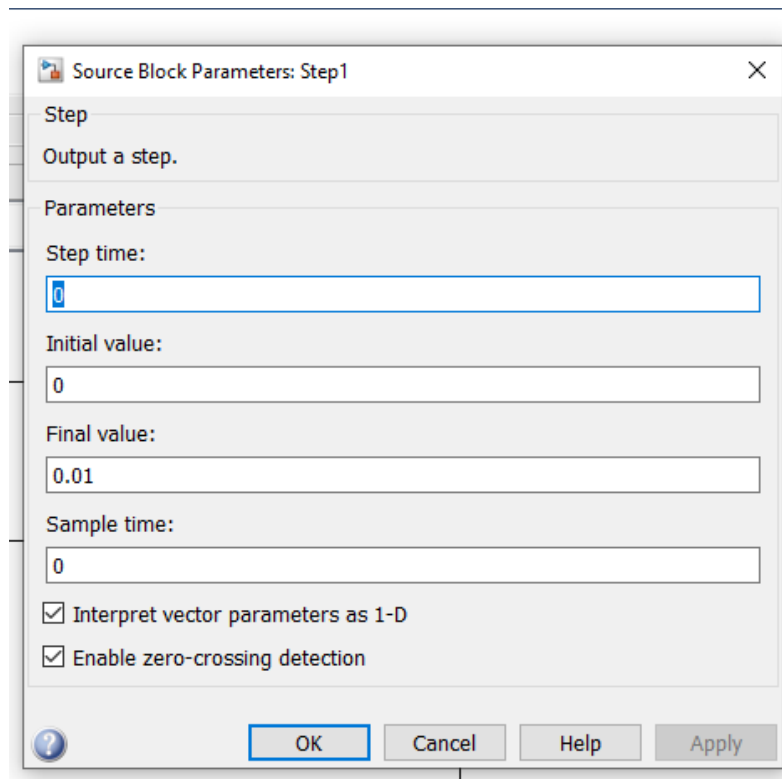 Source Block Parameters: Step1
Step
Output a step.
Parameters
Step time:
0
Initial value:
0
Final value:
0.01
Sample time:
0
Interpret vector parameters as 1-D
Enable zero-crossing detection
? OK Cancel Help Apply